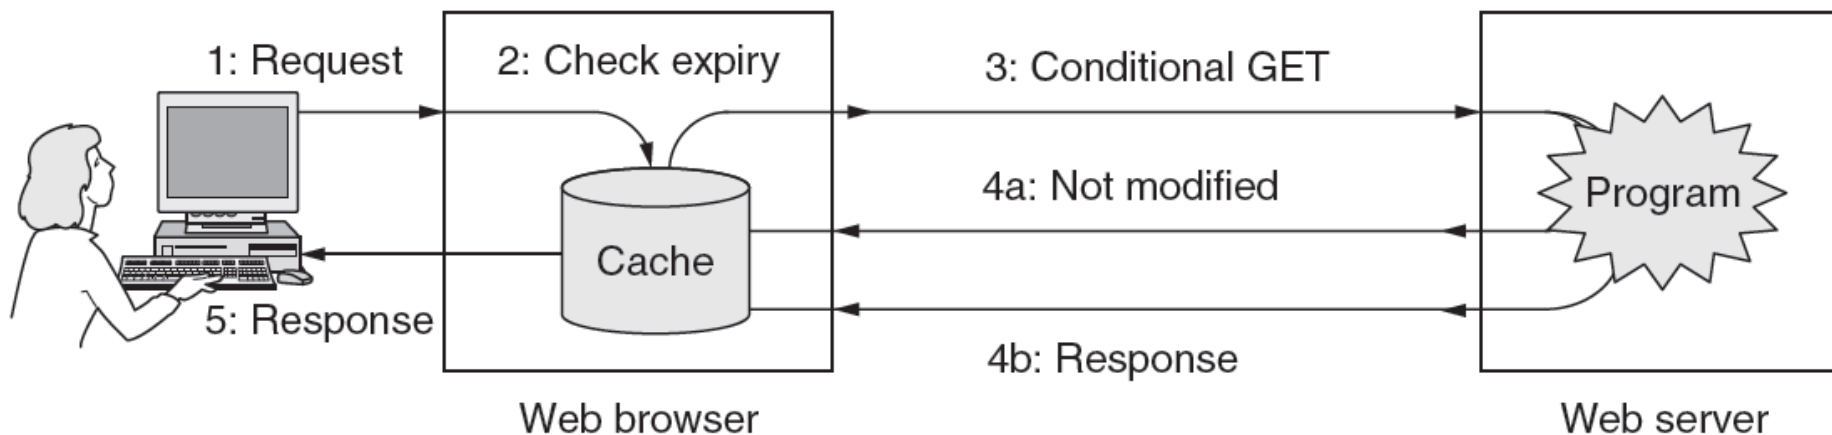 1: Request
2: Check expiry
3: Conditional GET
4a: Not modified
Program
Cache
5: Response
4b: Response
Web browser
Web server